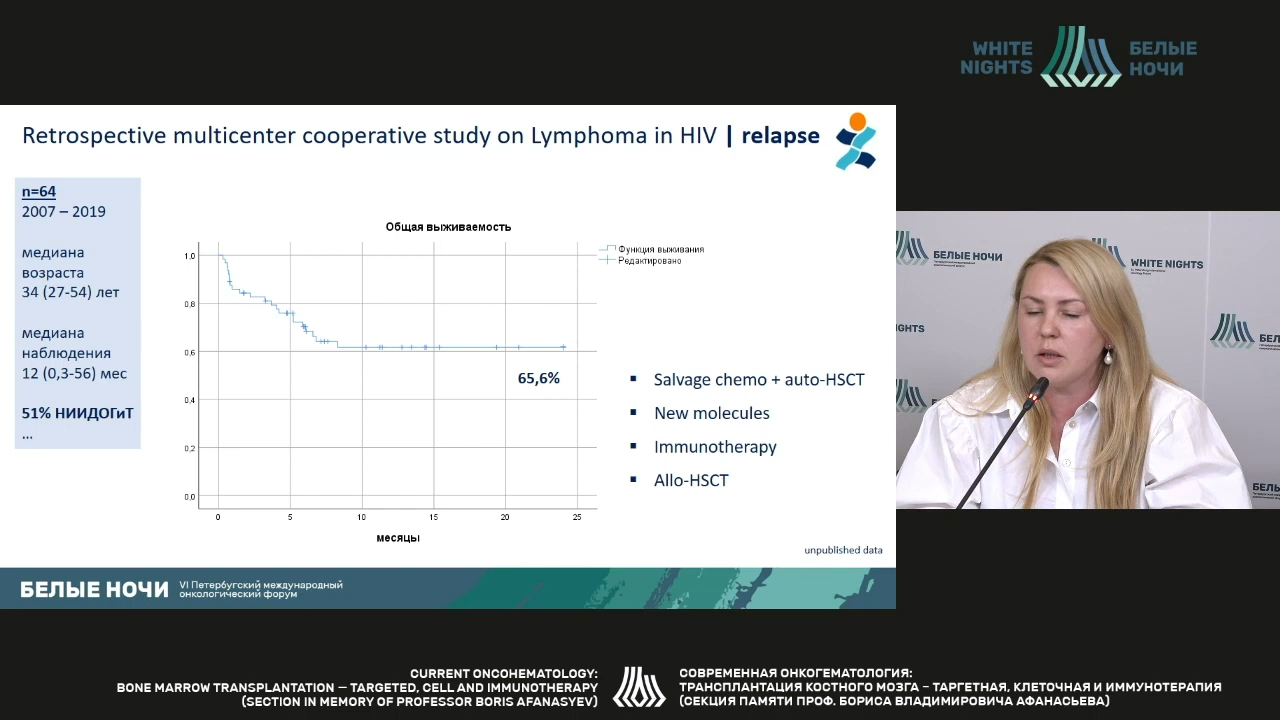 WHITE
NIGHTS
БЕЛЫЕ
НОЧИ
Retrospective multicenter cooperative study on Lymphoma in HIV | relapse
n=64
2007 – 2019
медиана
возраста
34 (27-54) лет
медиана
наблюдения
12 (0,3-56) мес
51% НИИДОГиТ
...
Общая выживаемость
Функция выживания
Редактировано
1,0
0,8
0,6
0,4
0,2
0,0
65,6%
0 5 10 15 20 25
месяцы
▪ Salvage chemo + auto-HSCT
▪ New molecules
▪ Immunotherapy
▪ Allo-HSCT
unpublished data
БЕЛЫЕ НОЧИ
VI Петербургский международный
онкологический форум
БЕЛЫЕ НОЧИ
WHITE NIGHTS
NIGHTS
CURRENT ONCOHEMATOLOGY:
BONE MARROW TRANSPLANTATION – TARGETED, CELL AND IMMUNOTHERAPY
(SECTION IN MEMORY OF PROFESSOR BORIS AFANASYEV)
СОВРЕМЕННАЯ ОНКОГЕМАТОЛОГИЯ:
ТРАНСПЛАНТАЦИЯ КОСТНОГО МОЗГА – ТАРГЕТНАЯ, КЛЕТОЧНАЯ И ИММУНОТЕРАПИЯ
(СЕКЦИЯ ПАМЯТИ ПРОФ. БОРИСА ВЛАДИМИРОВИЧА АФАНАСЬЕВА)